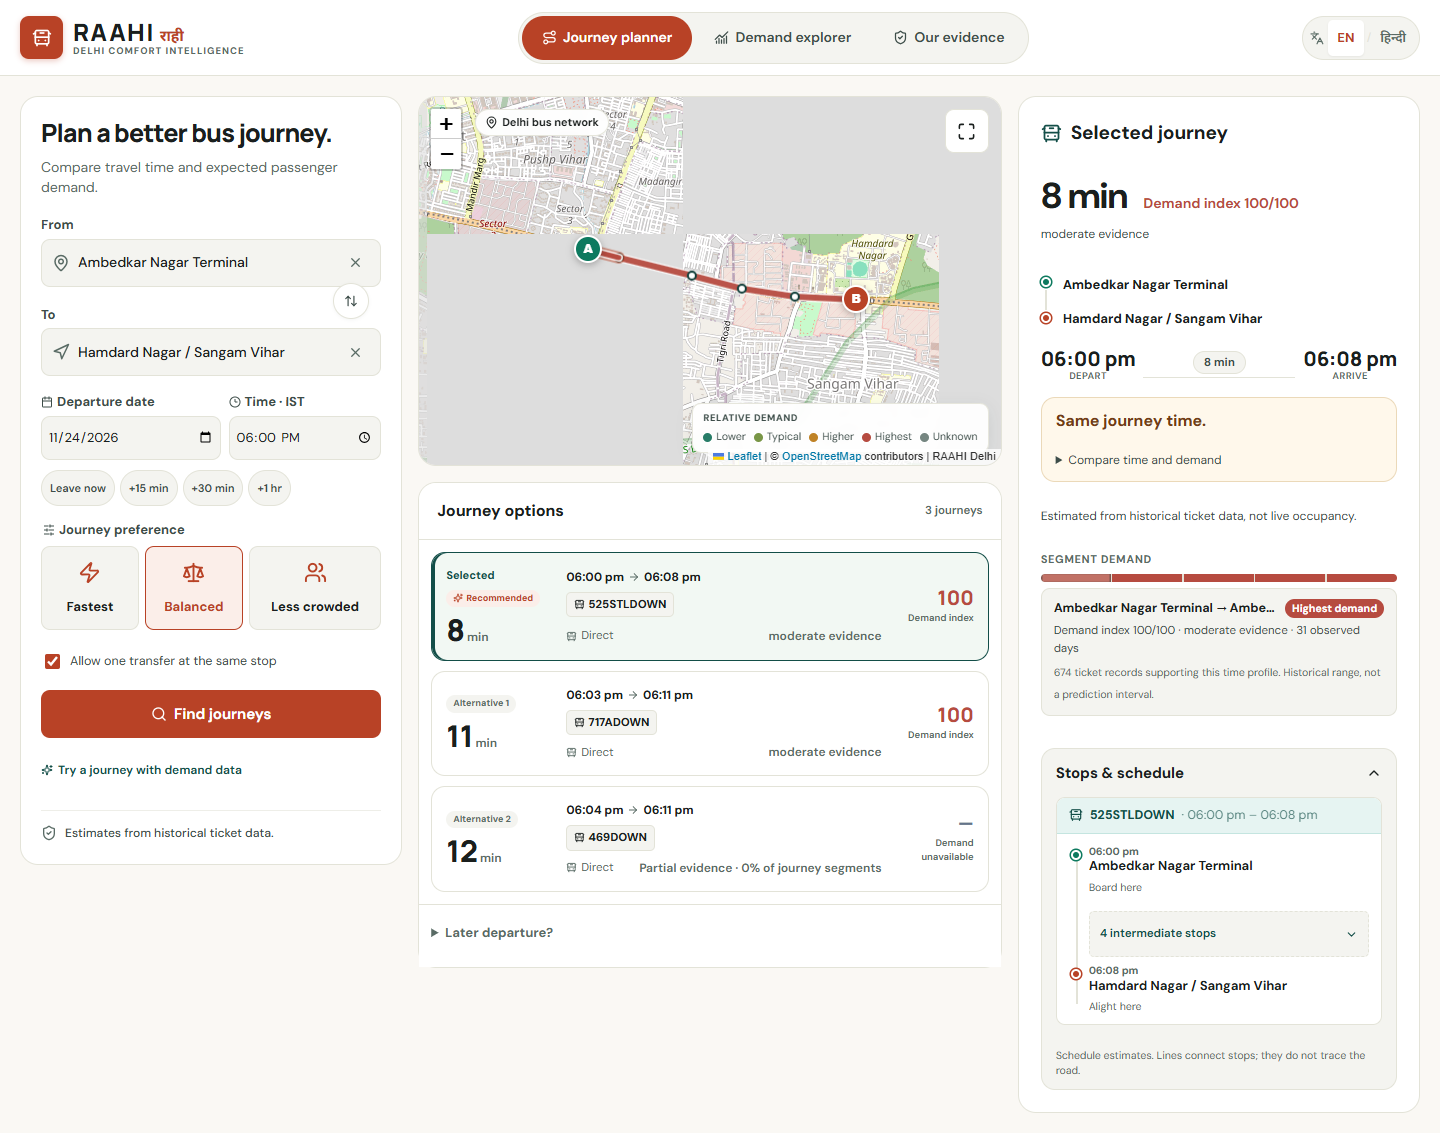 RAAHI राही
DELHI COMFORT INTELLIGENCE
Journey planner
Demand explorer
Our evidence
EN / हिन्दी
Plan a better bus journey.
Compare travel time and expected passenger
demand.
From
Ambedkar Nagar Terminal
To
Hamdard Nagar / Sangam Vihar
Departure date
Time · IST
11/24/2026
06:00 PM
Leave now
+15 min
+30 min
+1 hr
Journey preference
Fastest
Balanced
Less crowded
Allow one transfer at the same stop
Find journeys
Try a journey with demand data
Estimates from historical ticket data.
+
−
Delhi bus network
Sector
5
Pushp Vihar
Madangir
Mandir Marg
Sector
3
Sector
A
Hamdard
Nagar
G
B
Tigri Road
Sangam Vihar
RELATIVE DEMAND
Lower
Typical
Higher
Highest
Unknown
Leaflet | © OpenStreetMap contributors | RAAHI Delhi
Journey options
3 journeys
Selected
Recommended
8 min
06:00 pm → 06:08 pm
525STLDOWN
Direct
moderate evidence
100
Demand index
Alternative 1
11 min
06:03 pm → 06:11 pm
717ADOWN
Direct
moderate evidence
100
Demand index
Alternative 2
12 min
06:04 pm → 06:11 pm
469DOWN
Direct
Partial evidence · 0% of journey segments
—
Demand
unavailable
Later departure?
Selected journey
8 min
Demand index 100/100
moderate evidence
Ambedkar Nagar Terminal
Hamdard Nagar / Sangam Vihar
06:00 pm
DEPART
8 min
06:08 pm
ARRIVE
Same journey time.
Compare time and demand
Estimated from historical ticket data, not live occupancy.
SEGMENT DEMAND
Ambedkar Nagar Terminal → Ambe...
Highest demand
Demand index 100/100 · moderate evidence · 31 observed
days
674 ticket records supporting this time profile. Historical range, not
a prediction interval.
Stops & schedule
525STLDOWN · 06:00 pm – 06:08 pm
06:00 pm
Ambedkar Nagar Terminal
Board here
4 intermediate stops
06:08 pm
Hamdard Nagar / Sangam Vihar
Alight here
Schedule estimates. Lines connect stops; they do not trace the
road.